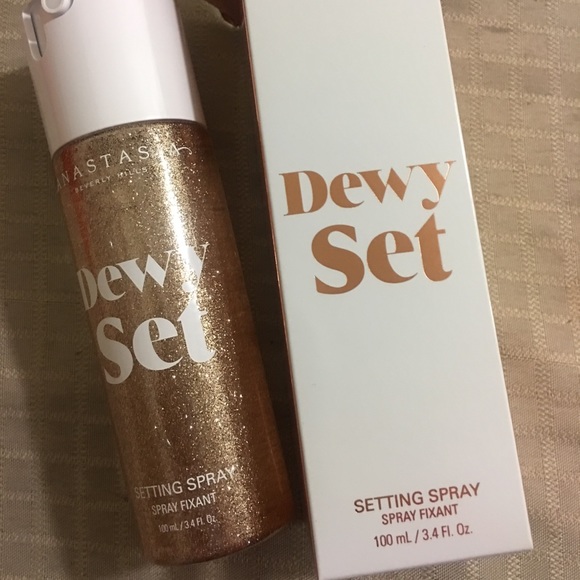 ANASTASIA
BEVERLY HILLS
Dewy
Set
SETTING SPRAY
SPRAY FIXANT
100 mL / 3.4 Fl. Oz.
Dewy
Set
SETTING SPRAY
SPRAY FIXANT
100 mL / 3.4 Fl. Oz.